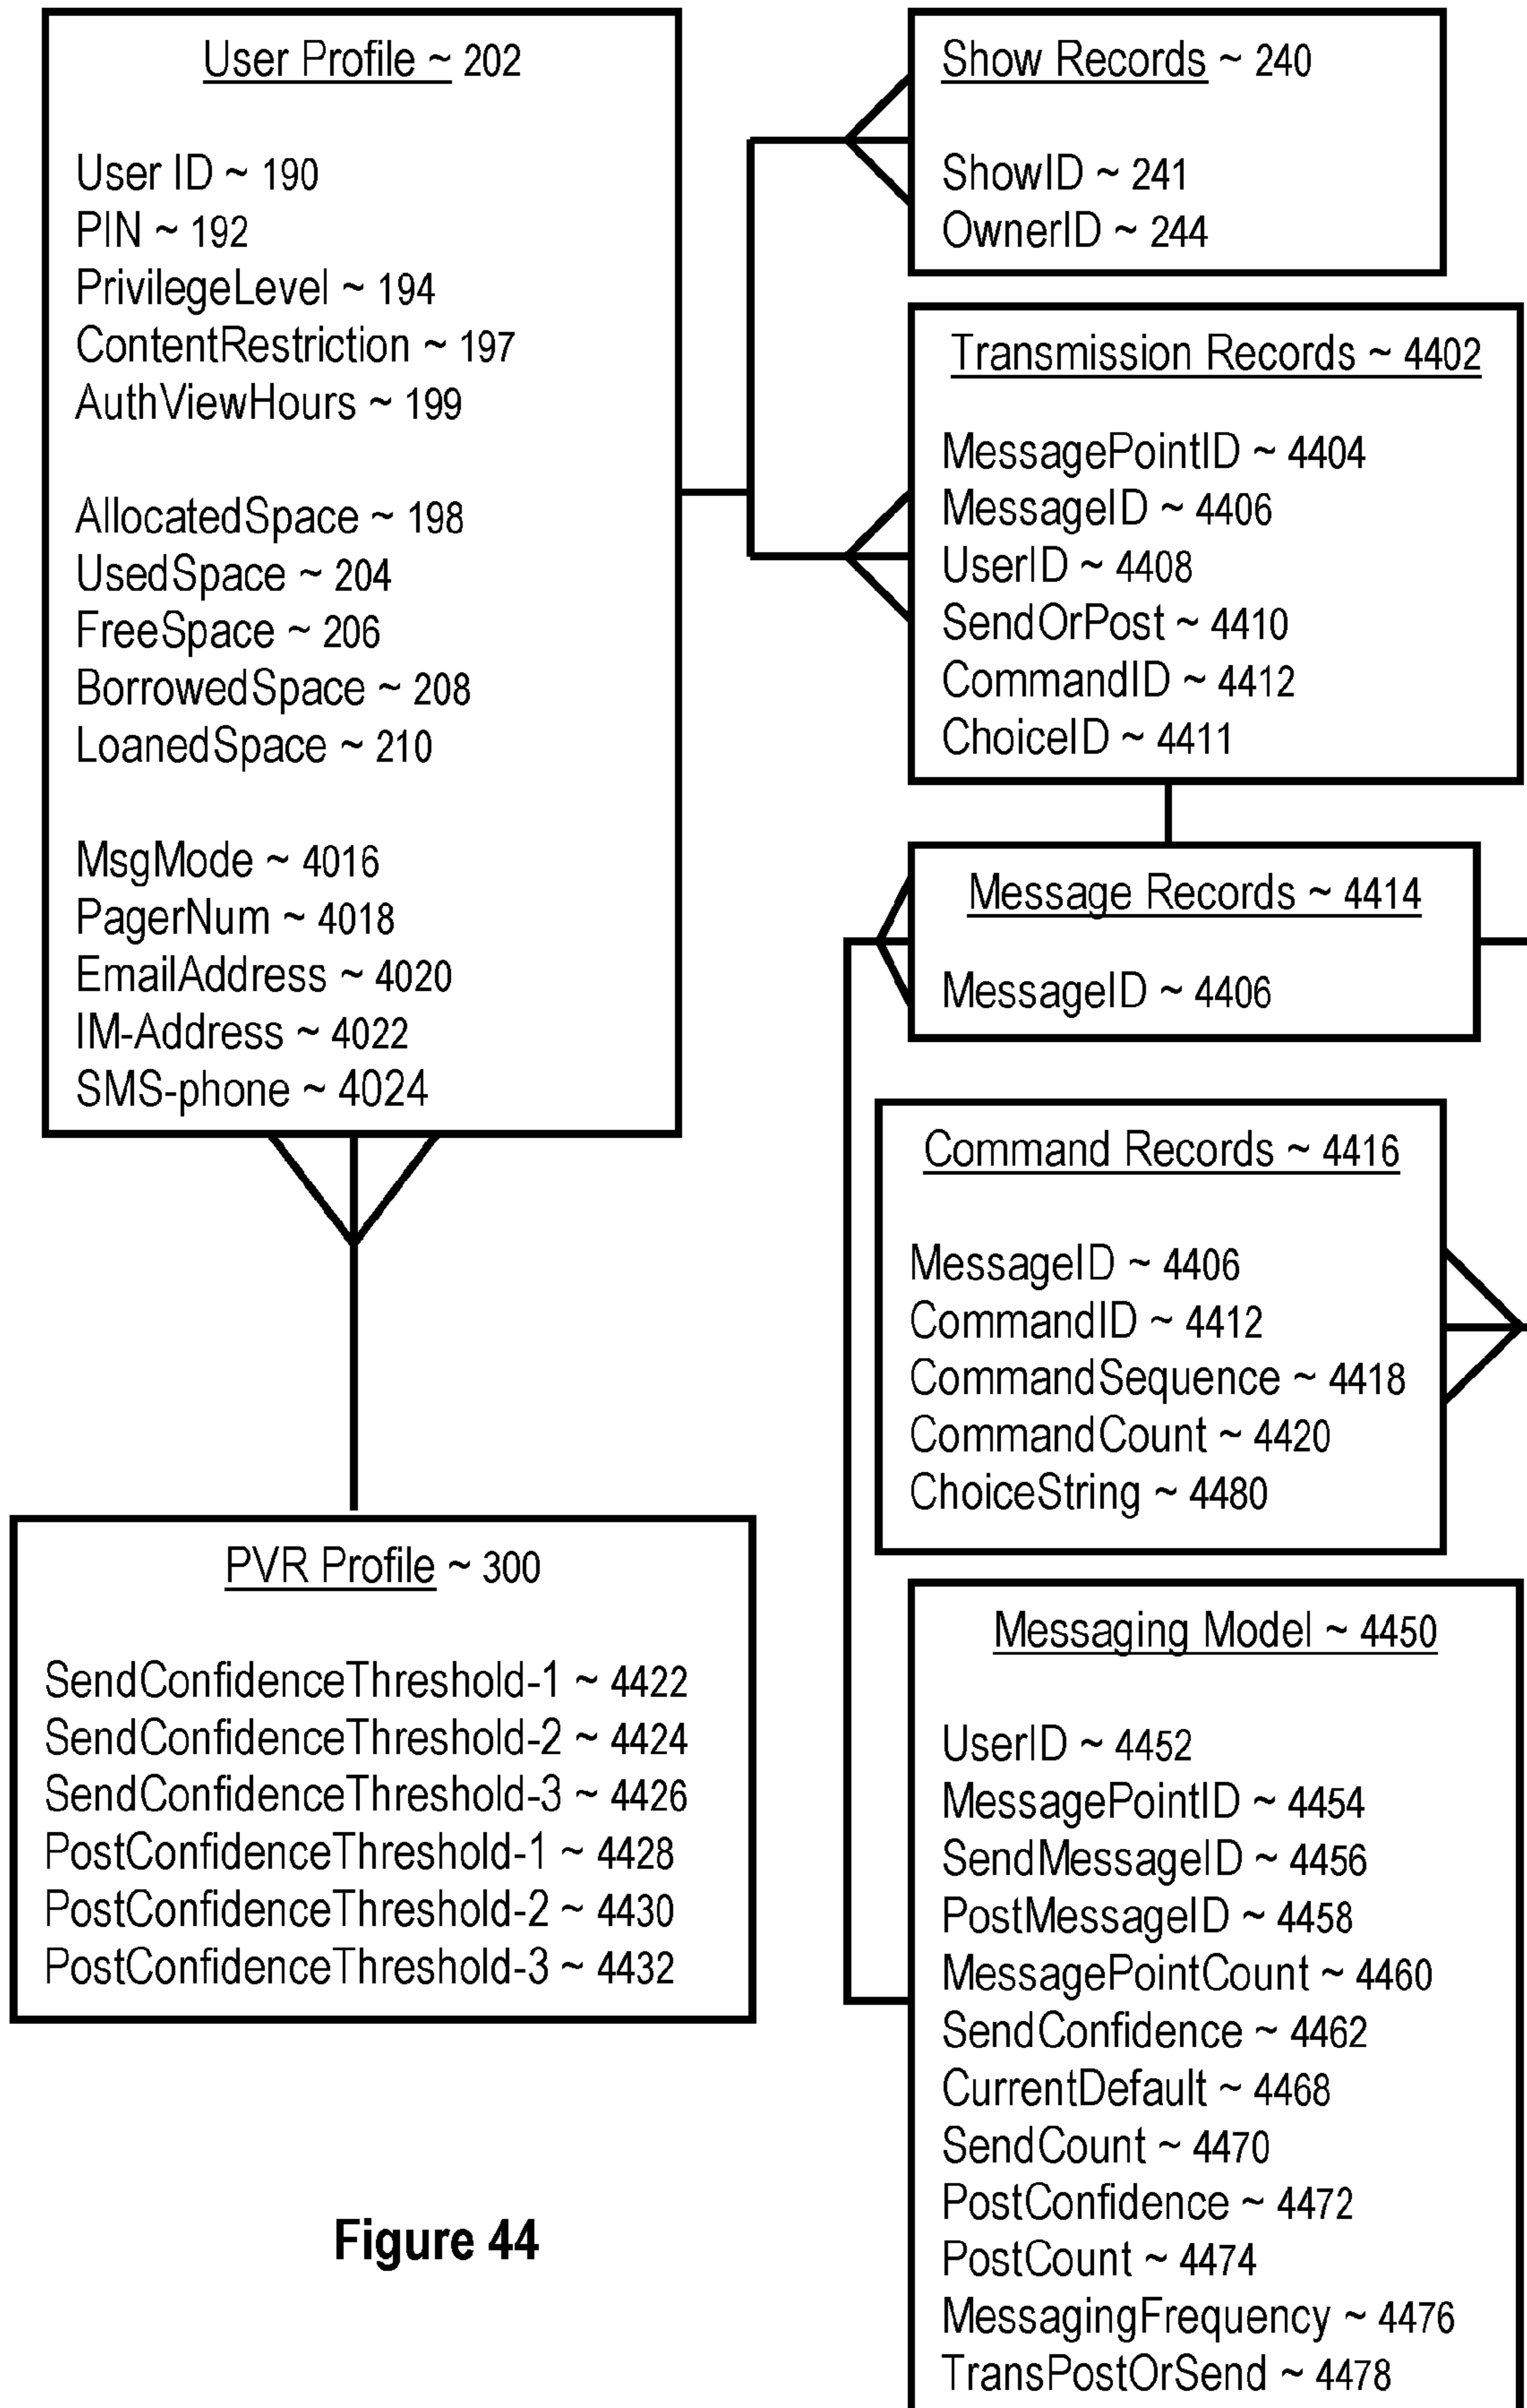 User Profile ~ 202
User ID ~ 190
PIN ~ 192
PrivilegeLevel ~ 194
ContentRestriction ~ 197
AuthViewHours ~ 199
AllocatedSpace ~ 198
UsedSpace ~ 204
FreeSpace ~ 206
BorrowedSpace ~ 208
LoanedSpace ~ 210
MsgMode ~ 4016
PagerNum ~ 4018
EmailAddress ~ 4020
IM-Address ~ 4022
SMS-phone ~ 4024
PVR Profile ~ 300
SendConfidenceThreshold-1 ~ 4422
SendConfidenceThreshold-2 ~ 4424
SendConfidenceThreshold-3 ~ 4426
PostConfidenceThreshold-1 ~ 4428
PostConfidenceThreshold-2 ~ 4430
PostConfidenceThreshold-3 ~ 4432
Show Records ~ 240
ShowID ~ 241
OwnerID ~ 244
Transmission Records ~ 4402
MessagePointID ~ 4404
MessageID ~ 4406
UserID ~ 4408
SendOrPost ~ 4410
CommandID ~ 4412
ChoiceID ~ 4411
Message Records ~ 4414
MessageID ~ 4406
Command Records ~ 4416
MessageID ~ 4406
CommandID ~ 4412
CommandSequence ~ 4418
CommandCount ~ 4420
ChoiceString ~ 4480
Messaging Model ~ 4450
UserID ~ 4452
MessagePointID ~ 4454
SendMessageID ~ 4456
PostMessageID ~ 4458
MessagePointCount ~ 4460
SendConfidence ~ 4462
CurrentDefault ~ 4468
SendCount ~ 4470
PostConfidence ~ 4472
PostCount ~ 4474
MessagingFrequency ~ 4476
TransPostOrSend ~ 4478
Figure 44